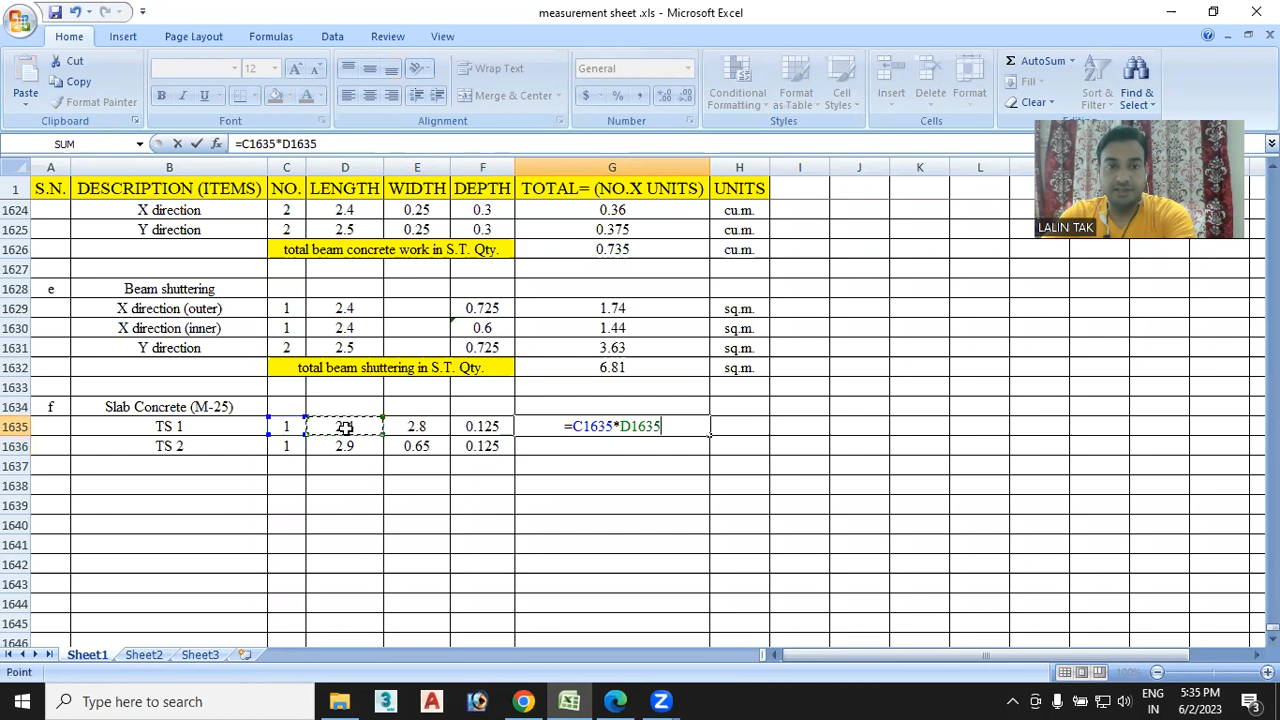 measurement sheet .xls - Microsoft Excel
Home Insert Page Layout Formulas Data Review View
Paste
Cut
Copy
Format Painter
12
Wrap Text
Merge & Center
General
Conditional Formatting
Format as Table
Cell Styles
Insert Delete Format
AutoSum
Fill
Clear
Sort & Filter
Find & Select
Clipboard Font Alignment Number Styles Cells
SUM =C1635*D1635
LALIN TAK
A B C D E F G H I J K L
1 S.N. DESCRIPTION (ITEMS) NO. LENGTH WIDTH DEPTH TOTAL= (NO.X UNITS) UNITS
1624 X direction 2 2.4 0.25 0.3 0.36 cu.m.
1625 Y direction 2 2.5 0.25 0.3 0.375 cu.m.
1626 total beam concrete work in S.T. Qty. 0.735 cu.m.
1627
1628 e Beam shuttering
1629 X direction (outer) 1 2.4 0.725 1.74 sq.m.
1630 X direction (inner) 1 2.4 0.6 1.44 sq.m.
1631 Y direction 2 2.5 0.725 3.63 sq.m.
1632 total beam shuttering in S.T. Qty. 6.81 sq.m.
1633
1634 f Slab Concrete (M-25)
1635 TS 1 1 2.8 0.125 =C1635*D1635
1636 TS 2 1 2.9 0.65 0.125
1637
1638
1639
1640
1641
1642
1643
1644
1645
1646
Sheet1 Sheet2 Sheet3
Point 100%
Type here to search
ENG
IN
5:35 PM
6/2/2023
3